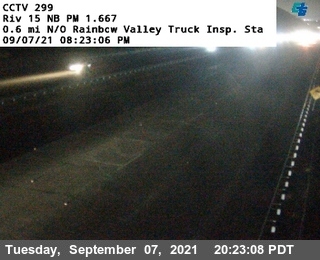 CCTV 299
Riv 15 NB PM 1.667
0.6 mi N/O Rainbow Valley Truck Insp. Sta
09/07/21 08:23:06 PM
Tuesday, September 07, 2021 20:23:08 PDT